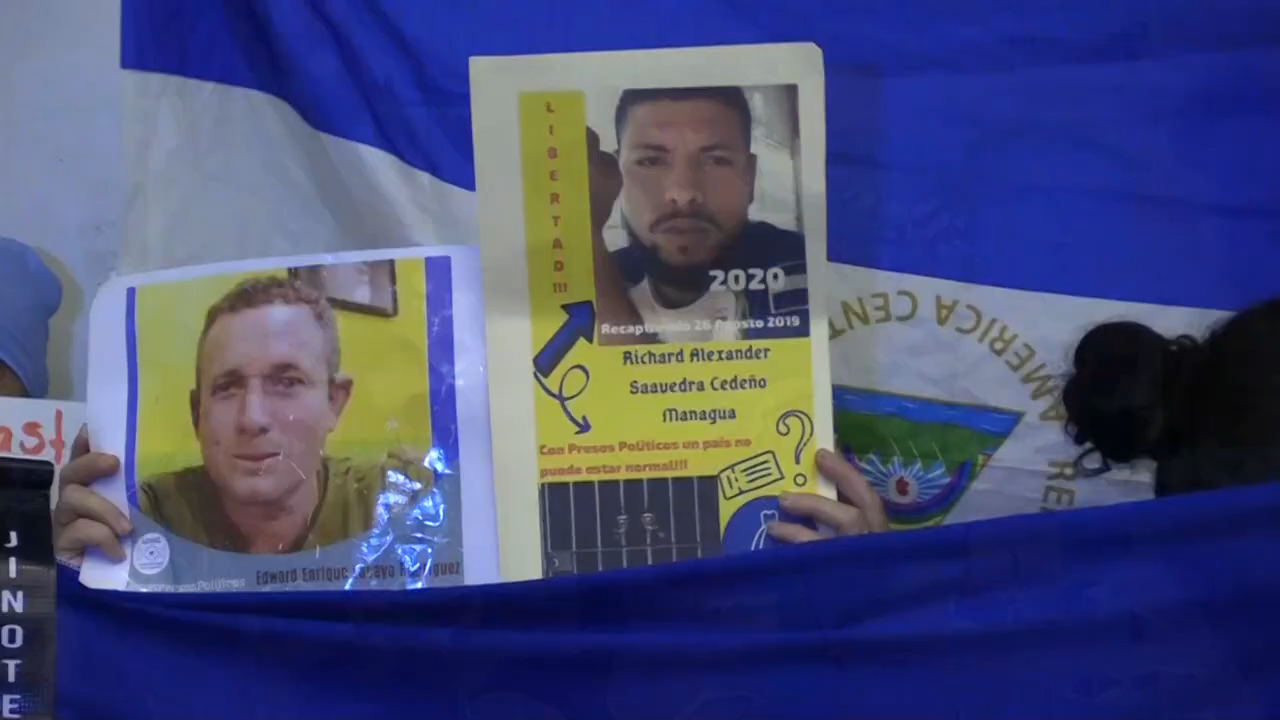 LIBERTAD!!!
2020
Recapturado 26 Agosto 2019
Richard Alexander
Saavedra Cedeño
Managua
Con Presos Políticos un país no
puede estar normal!!!
?
Edward Enrique Rodríguez
AMERICA CENT
JINOTE